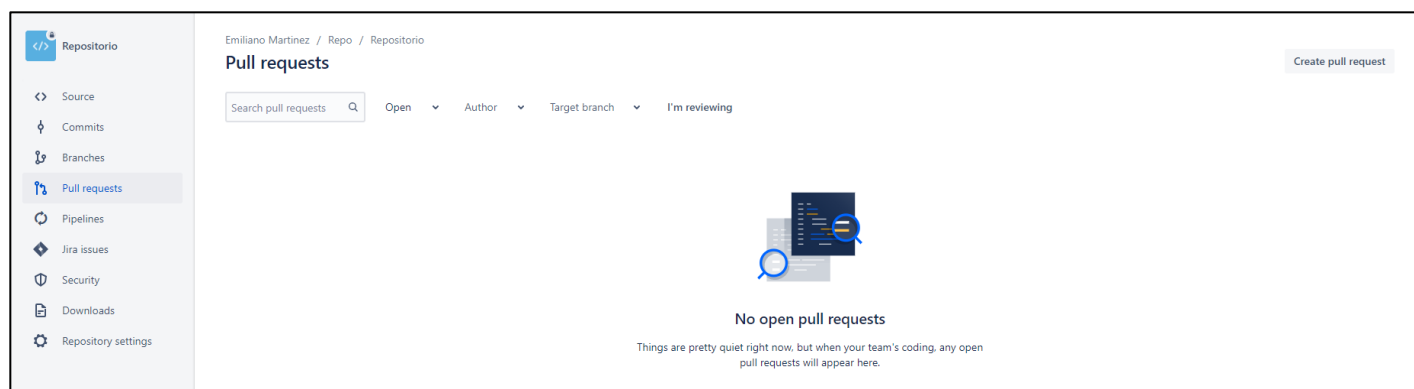 Repositorio
Source
Commits
Branches
Pull requests
Pipelines
Jira issues
Security
Downloads
Repository settings
Emiliano Martinez / Repo / Repositorio
Pull requests
Create pull request
Search pull requests Open Author Target branch I'm reviewing
No open pull requests
Things are pretty quiet right now, but when your team's coding, any open
pull requests will appear here.